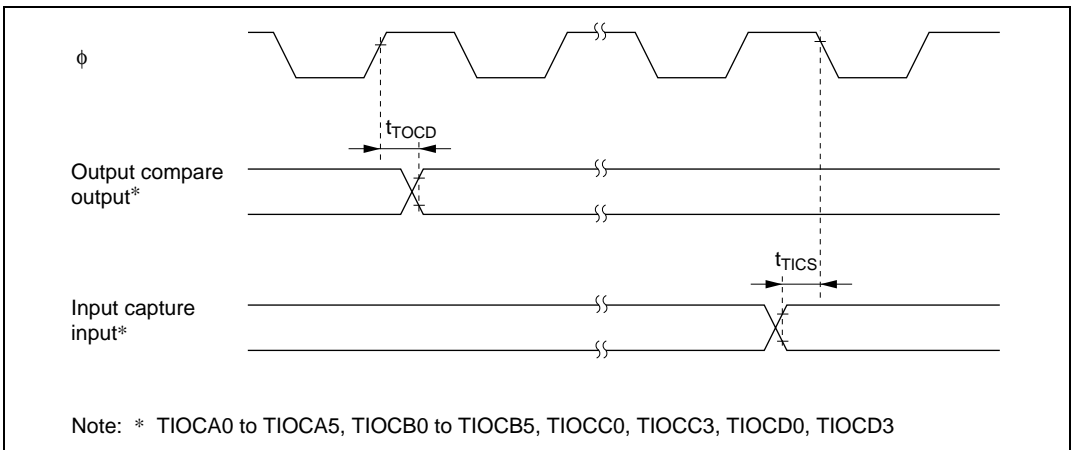 ϕ
tTOCD
Output compare
output*
tTICS
Input capture
input*
Note: * TIOCA0 to TIOCA5, TIOCB0 to TIOCB5, TIOCC0, TIOCC3, TIOCD0, TIOCD3